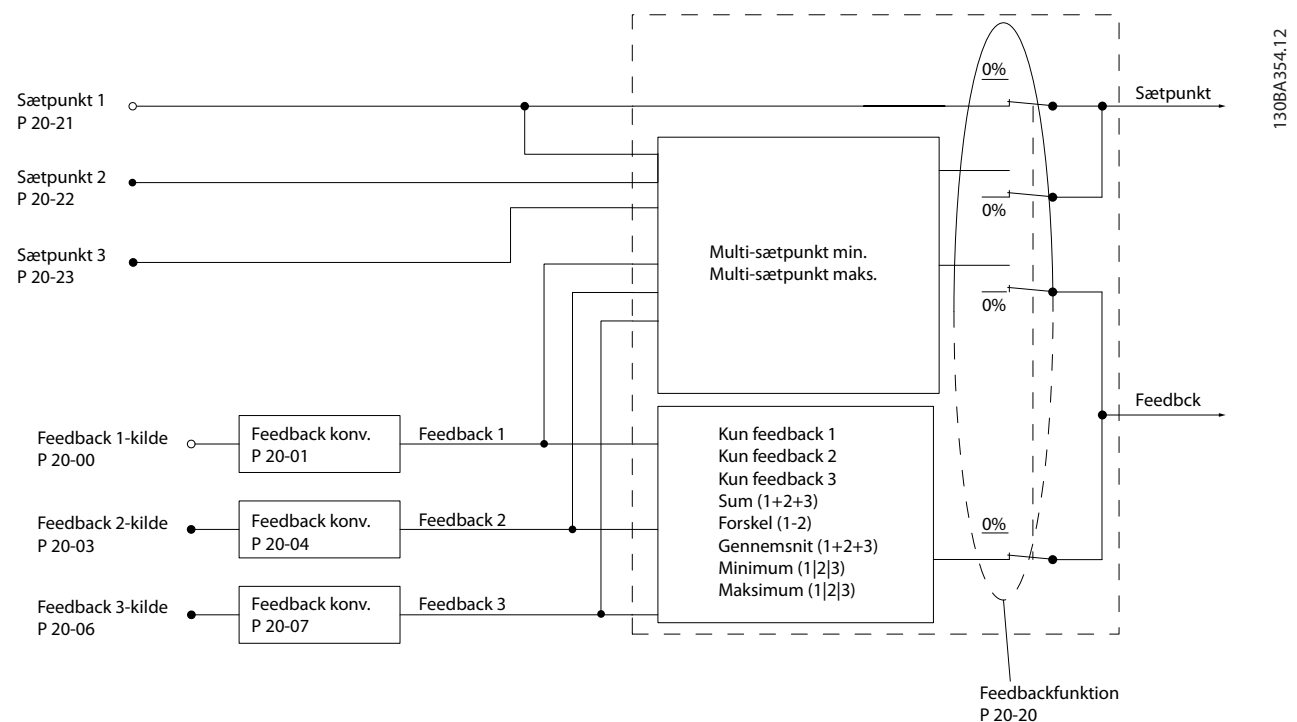 130BA354.12
0%
Sætpunkt 1
P 20-21
Sætpunkt
Sætpunkt 2
P 20-22
0%
Sætpunkt 3
P 20-23
Multi-sætpunkt min.
Multi-sætpunkt maks.
0%
Feedbck
Feedback 1-kilde
P 20-00
Feedback konv.
P 20-01
Feedback 1
Feedback 2-kilde
P 20-03
Feedback konv.
P 20-04
Feedback 2
Feedback 3-kilde
P 20-06
Feedback konv.
P 20-07
Feedback 3
Kun feedback 1
Kun feedback 2
Kun feedback 3
Sum (1+2+3)
Forskel (1-2)
Gennemsnit (1+2+3)
Minimum (1|2|3)
Maksimum (1|2|3)
0%
Feedbackfunktion
P 20-20